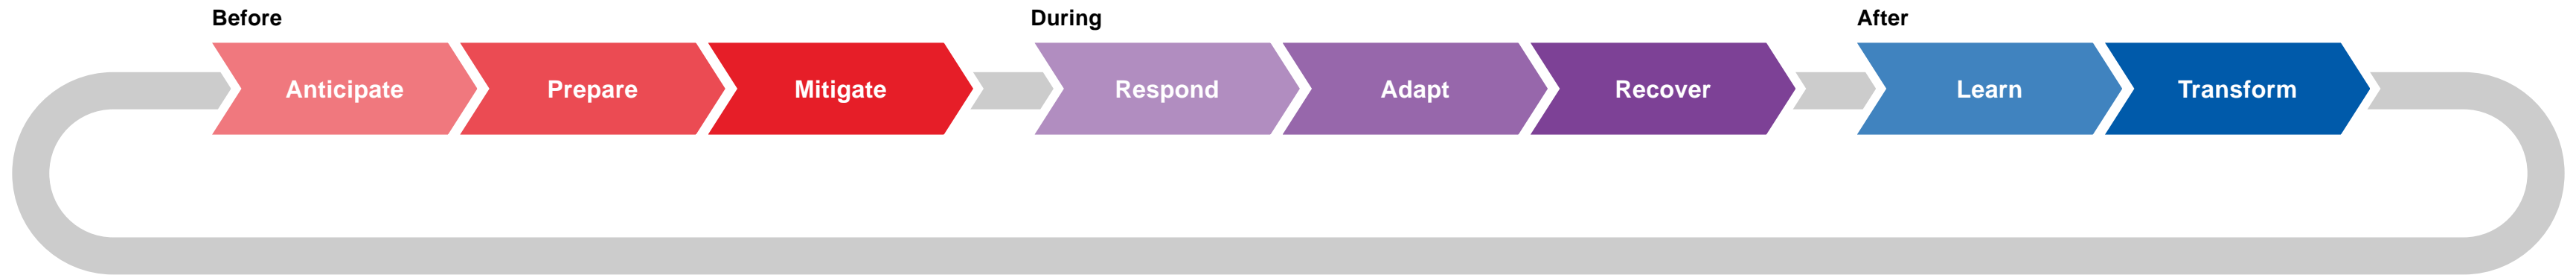 Before
During
After
Anticipate
Prepare
Mitigate
Respond
Adapt
Recover
Learn
Transform